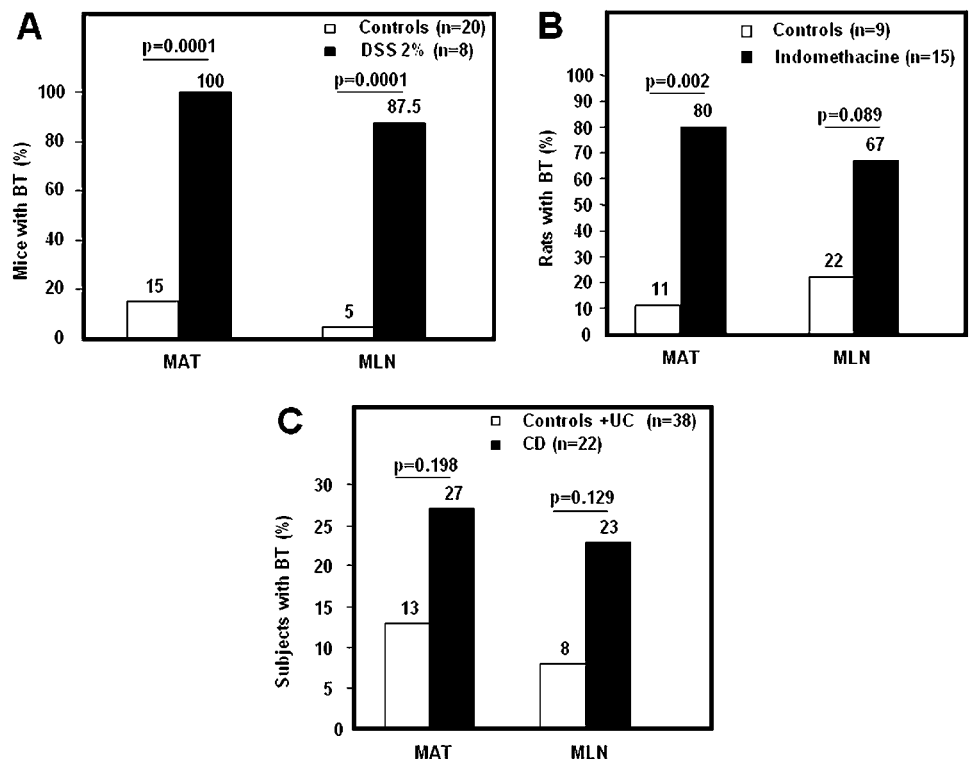 A
Controls (n=20)
DSS 2% (n=8)
p=0.0001
100
p=0.0001
87.5
Mice with BT (%)
100
80
60
40
20
0
15
5
MAT
MLN
B
Controls (n=9)
Indomethacine (n=15)
p=0.002
80
p=0.089
67
Rats with BT (%)
100
90
80
70
60
50
40
30
20
10
0
11
22
MAT
MLN
C
Controls +UC (n=38)
CD (n=22)
p=0.198
27
p=0.129
23
Subjects with BT (%)
30
25
20
15
10
5
0
13
8
MAT
MLN